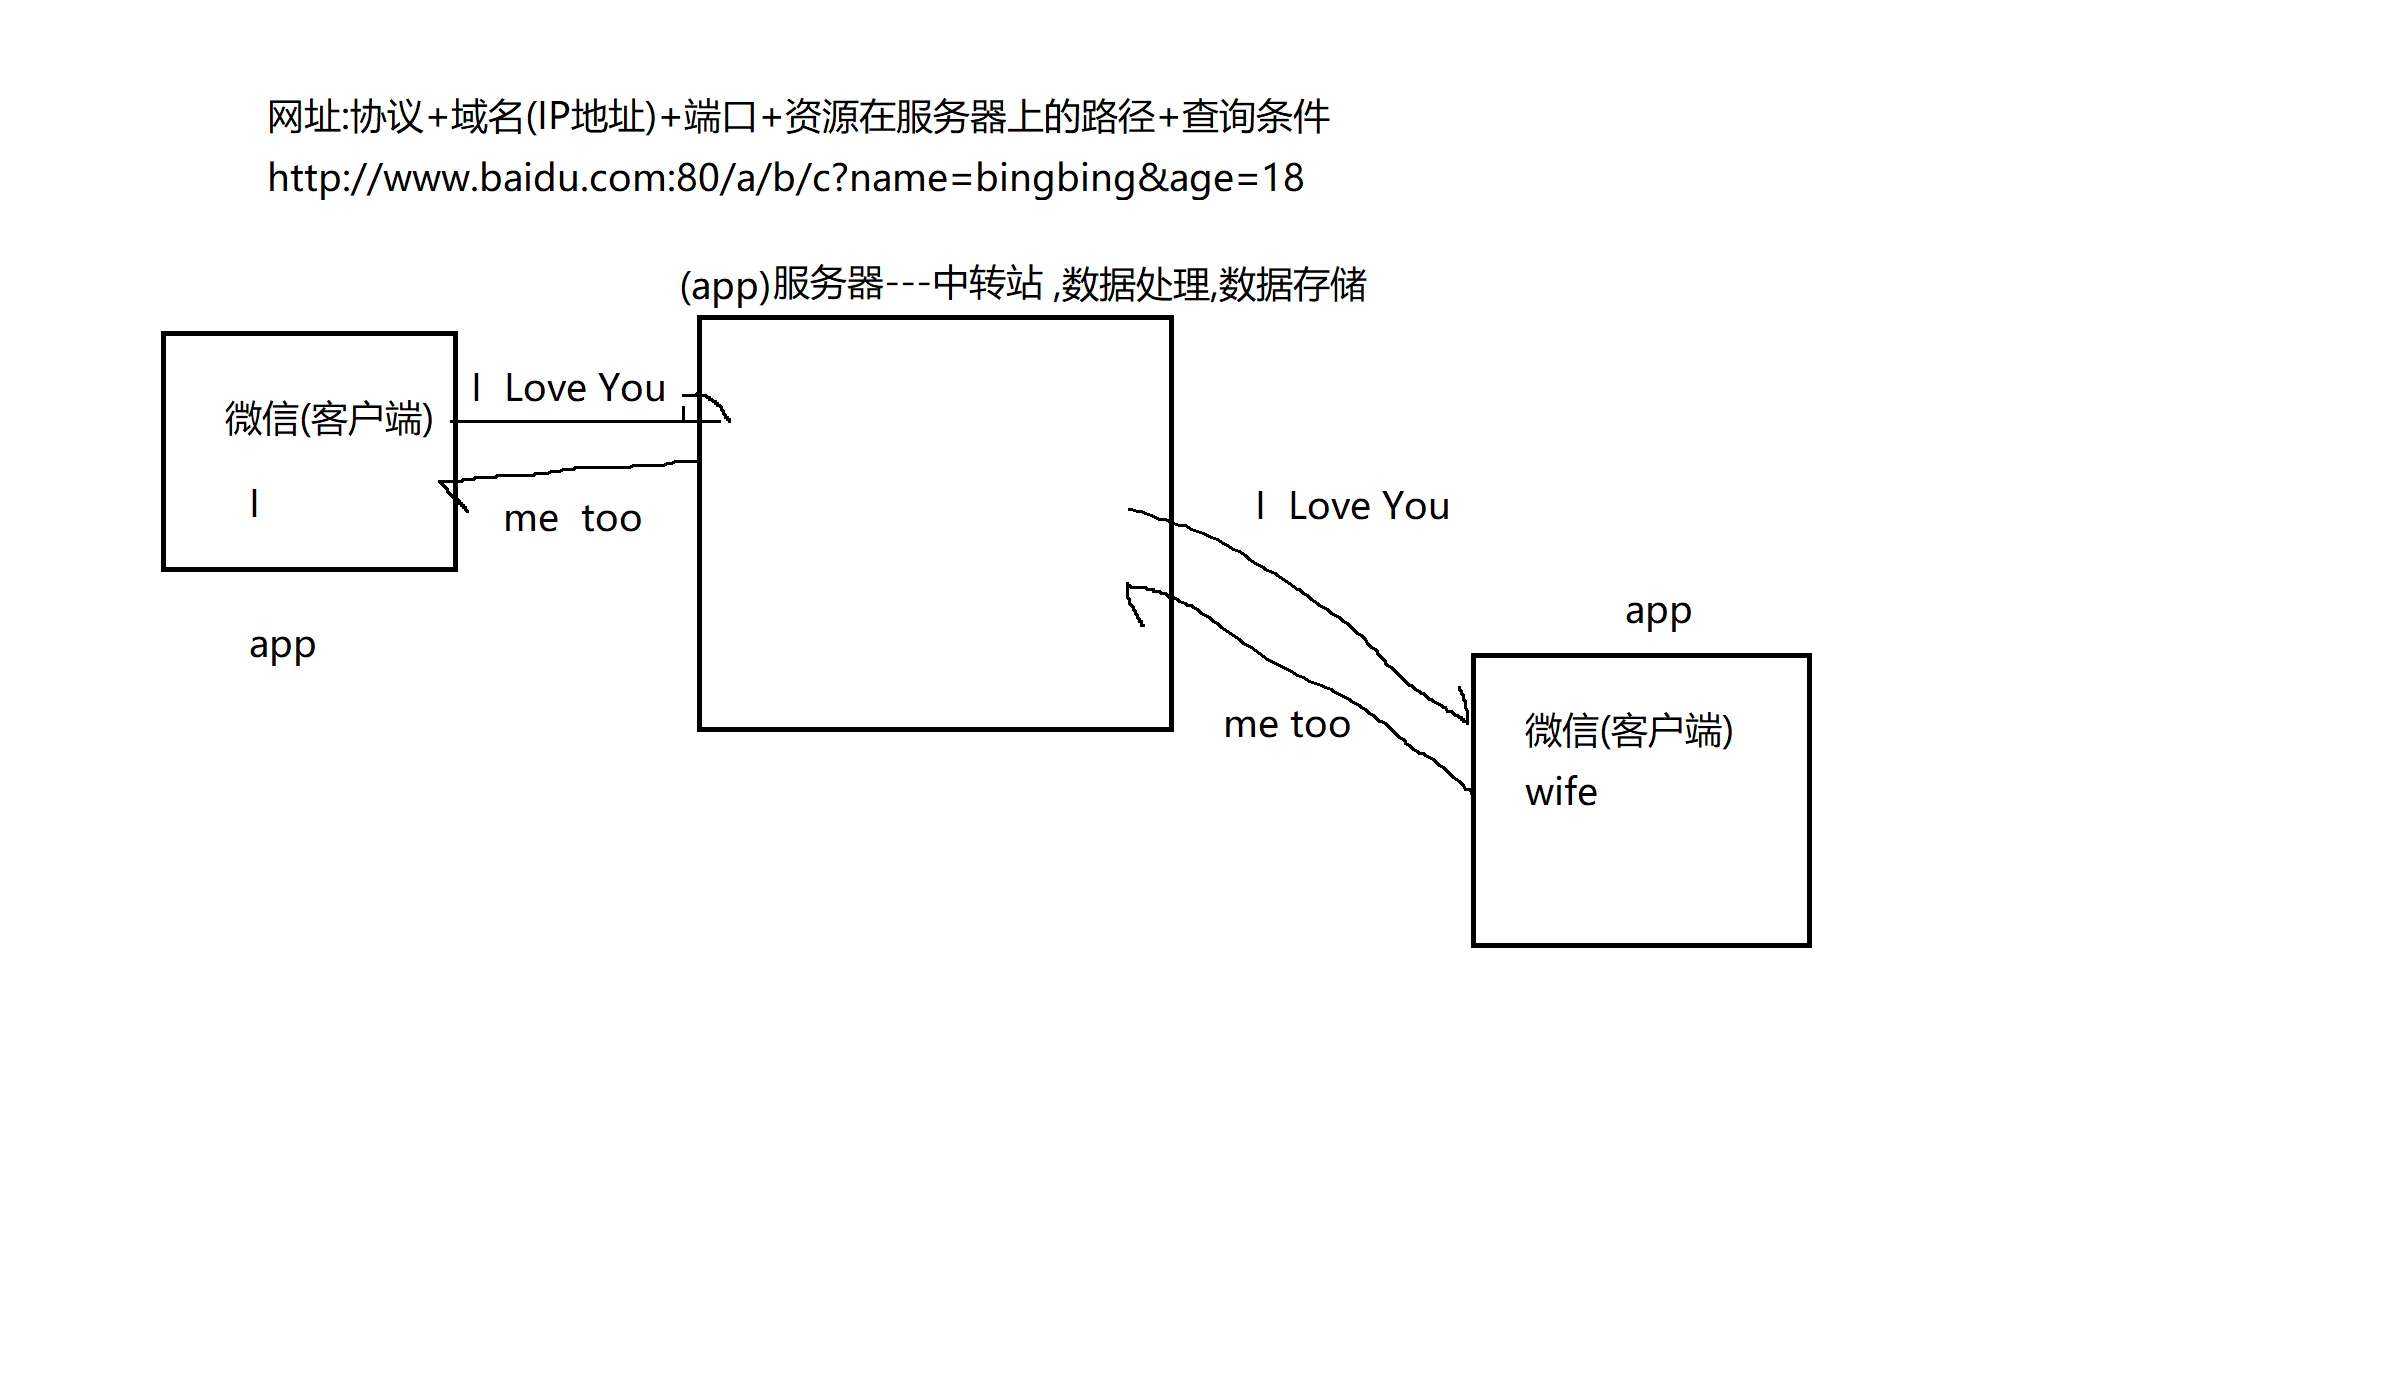 网址:协议+域名(IP地址)+端口+资源在服务器上的路径+查询条件
http://www.baidu.com:80/a/b/c?name=bingbing&age=18
(app)服务器---中转站 ,数据处理,数据存储
I  Love You
微信(客户端)
I
me  too
app
I  Love You
me too
app
微信(客户端)
wife